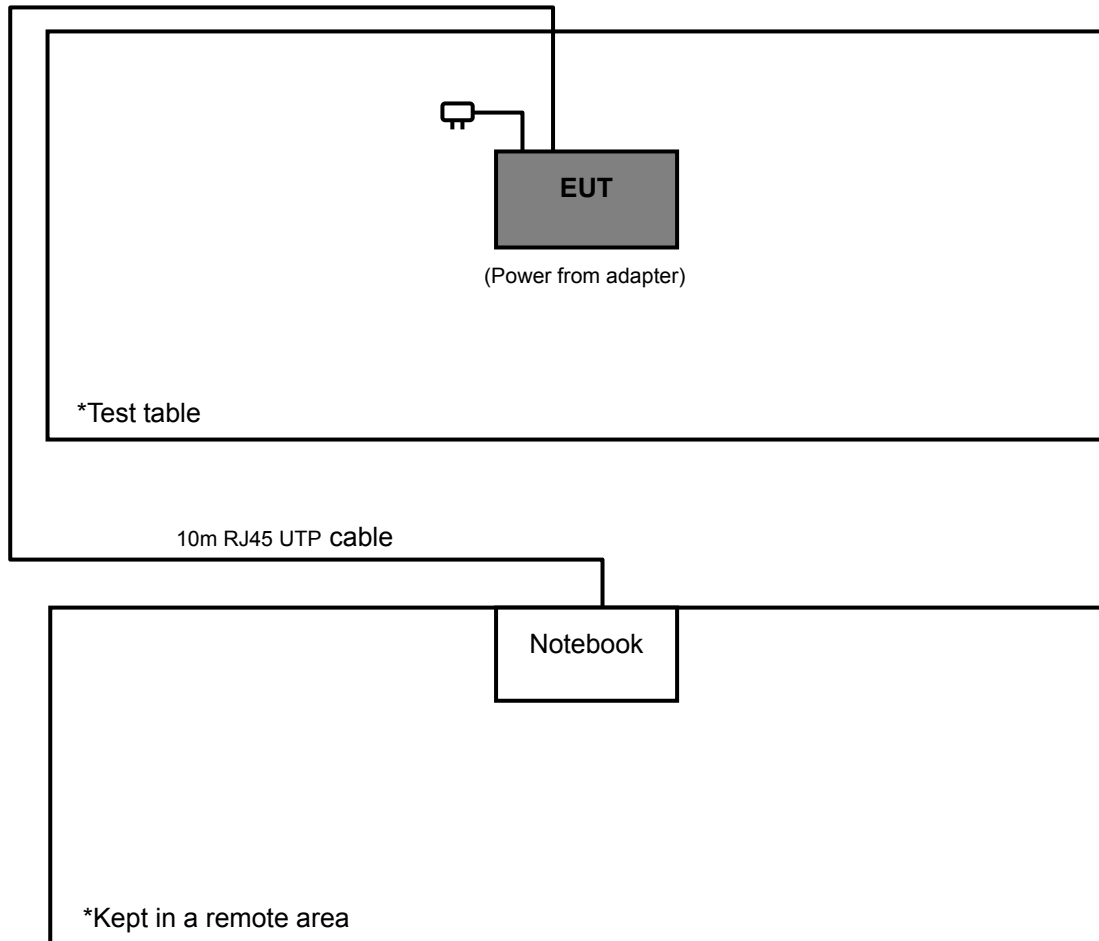 EUT
(Power from adapter)
*Test table
10m RJ45 UTP cable
Notebook
*Kept in a remote area